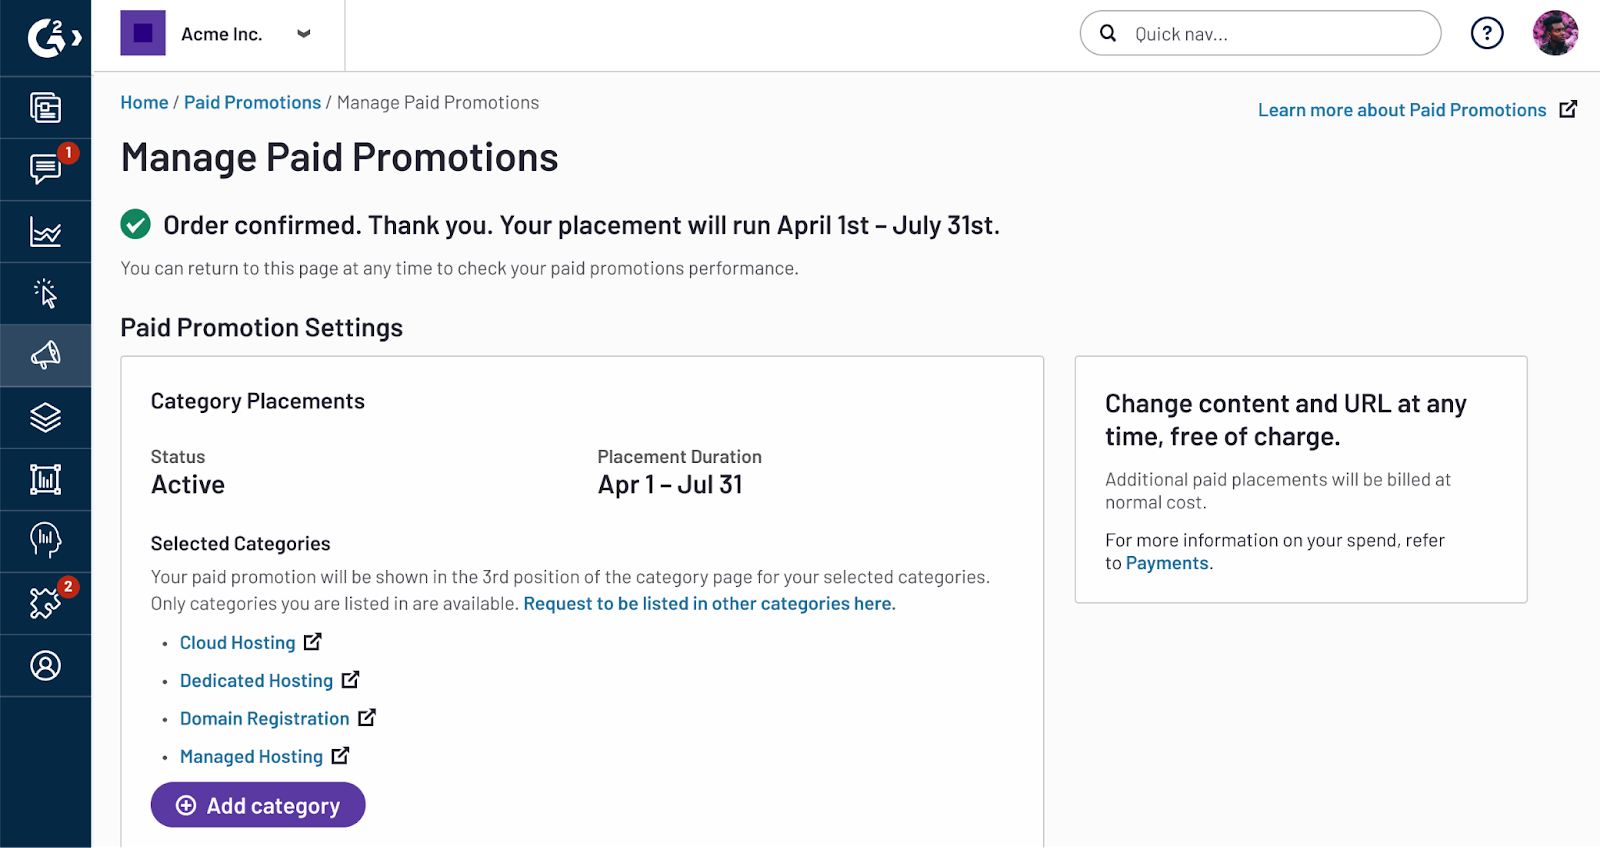 G2
Acme Inc.
Quick nav...
?
1
2
Home / Paid Promotions / Manage Paid Promotions
Learn more about Paid Promotions
Manage Paid Promotions
Order confirmed. Thank you. Your placement will run April 1st – July 31st.
You can return to this page at any time to check your paid promotions performance.
Paid Promotion Settings
Category Placements
Status
Active
Placement Duration
Apr 1 – Jul 31
Selected Categories
Your paid promotion will be shown in the 3rd position of the category page for your selected categories.
Only categories you are listed in are available. Request to be listed in other categories here.
• Cloud Hosting
• Dedicated Hosting
• Domain Registration
• Managed Hosting
Add category
Change content and URL at any
time, free of charge.
Additional paid placements will be billed at
normal cost.
For more information on your spend, refer
to Payments.